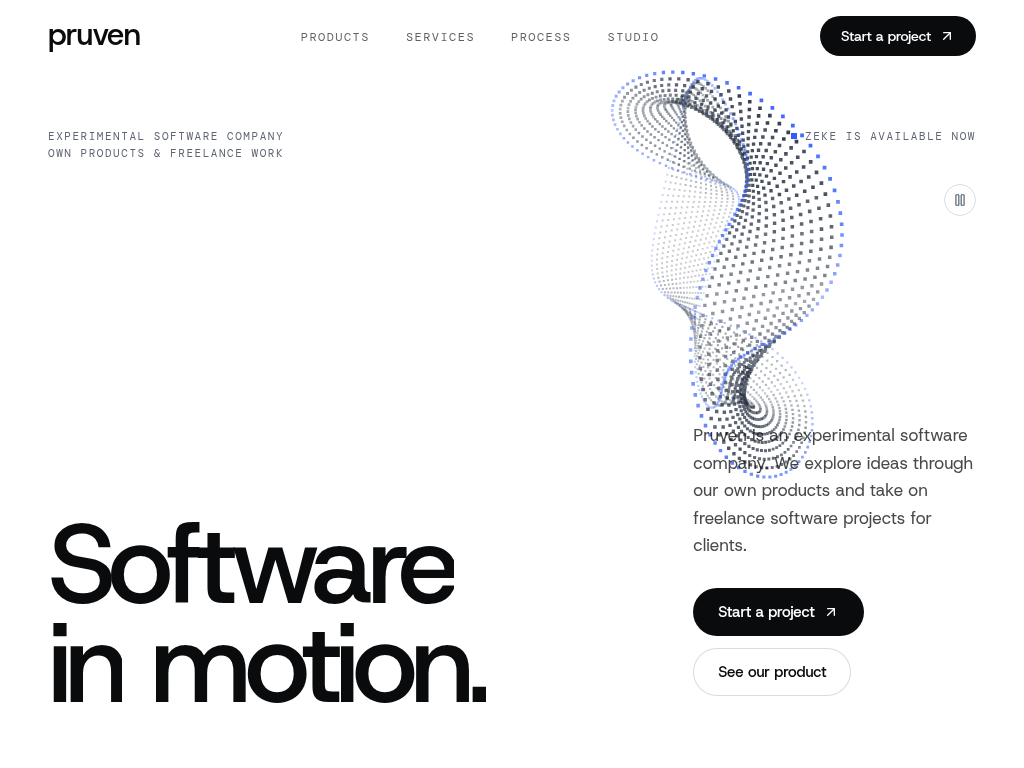 pruven
PRODUCTS
SERVICES
PROCESS
STUDIO
Start a project
EXPERIMENTAL SOFTWARE COMPANY
OWN PRODUCTS & FREELANCE WORK
ZEKE IS AVAILABLE NOW
Pruven is an experimental software
company. We explore ideas through
our own products and take on
freelance software projects for
clients.
Software
in motion.
Start a project
See our product